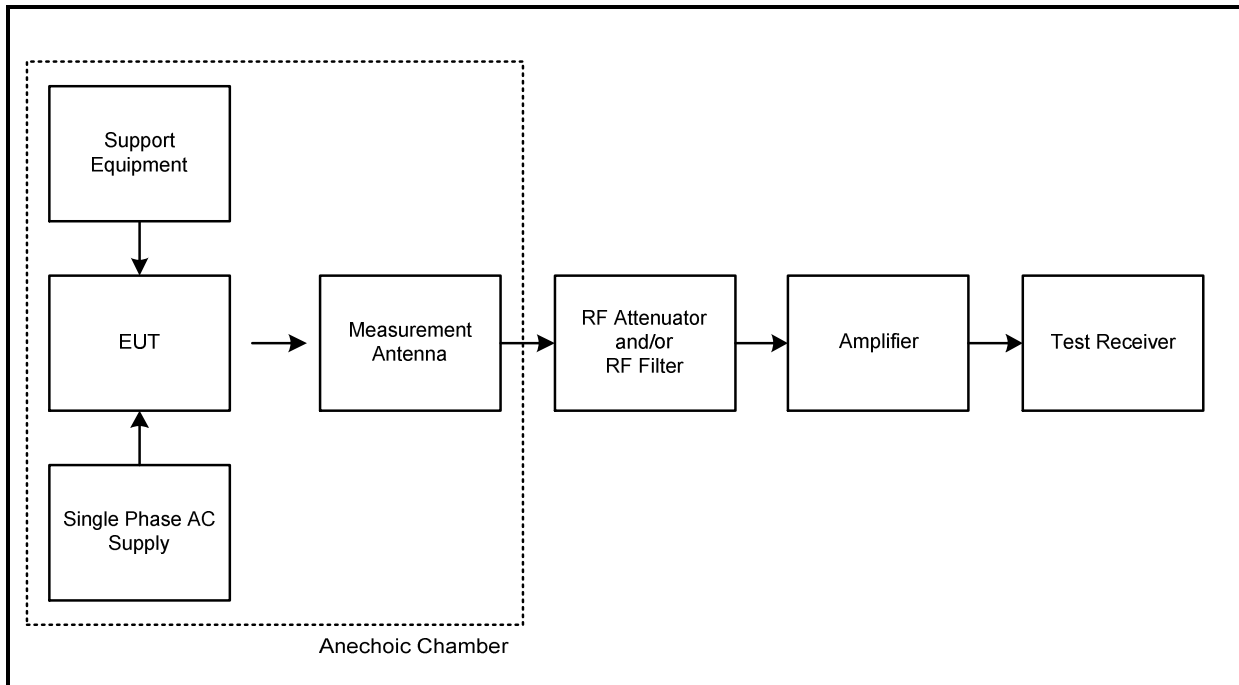 Support
Equipment
EUT
Measurement
Antenna
RF Attenuator
and/or
RF Filter
Amplifier
Test Receiver
Single Phase AC
Supply
Anechoic Chamber